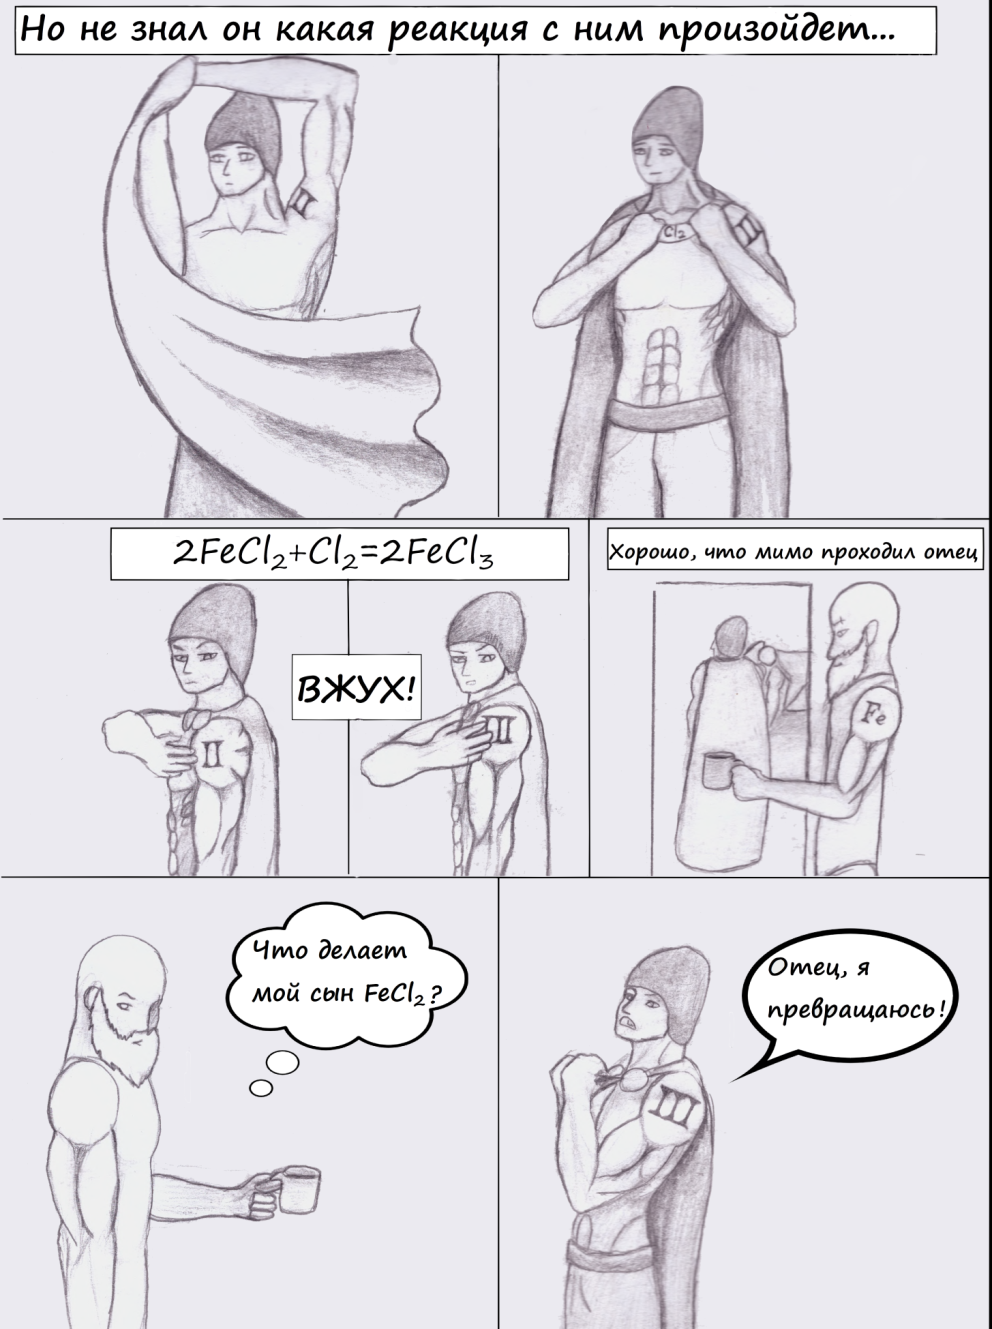 Но не знал он какая реакция с ним произойдет...
II
Cl₂
II
2FeCl₂+Cl₂=2FeCl₃
Хорошо, что мимо проходил отец
ВЖУХ!
II
III
Fe
Что делает
мой сын FeCl₂?
Отец, я
превращаюсь!
III